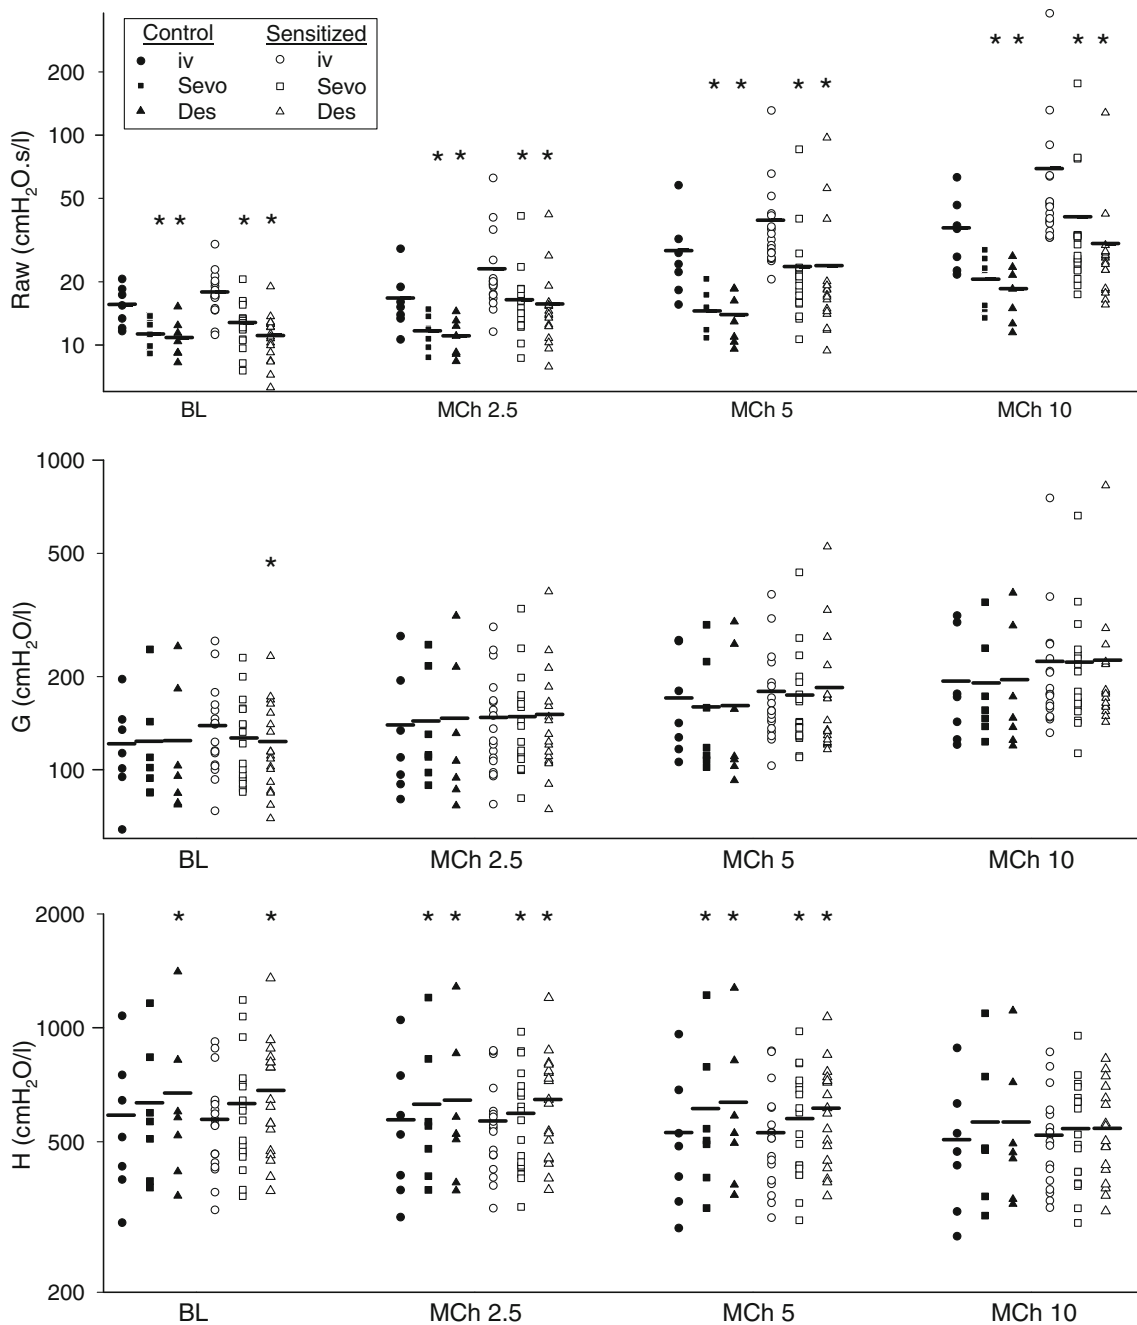 Control Sensitized
iv iv
Sevo Sevo
Des Des
Raw (cmH₂O.s/l)
200
100
50
20
10
* * * * * * * * * * * * * * * *
BL MCh 2.5 MCh 5 MCh 10
G (cmH₂O/l)
1000
500
200
100
*
BL MCh 2.5 MCh 5 MCh 10
H (cmH₂O/l)
2000
1000
500
200
* * * * * * * * * *
BL MCh 2.5 MCh 5 MCh 10